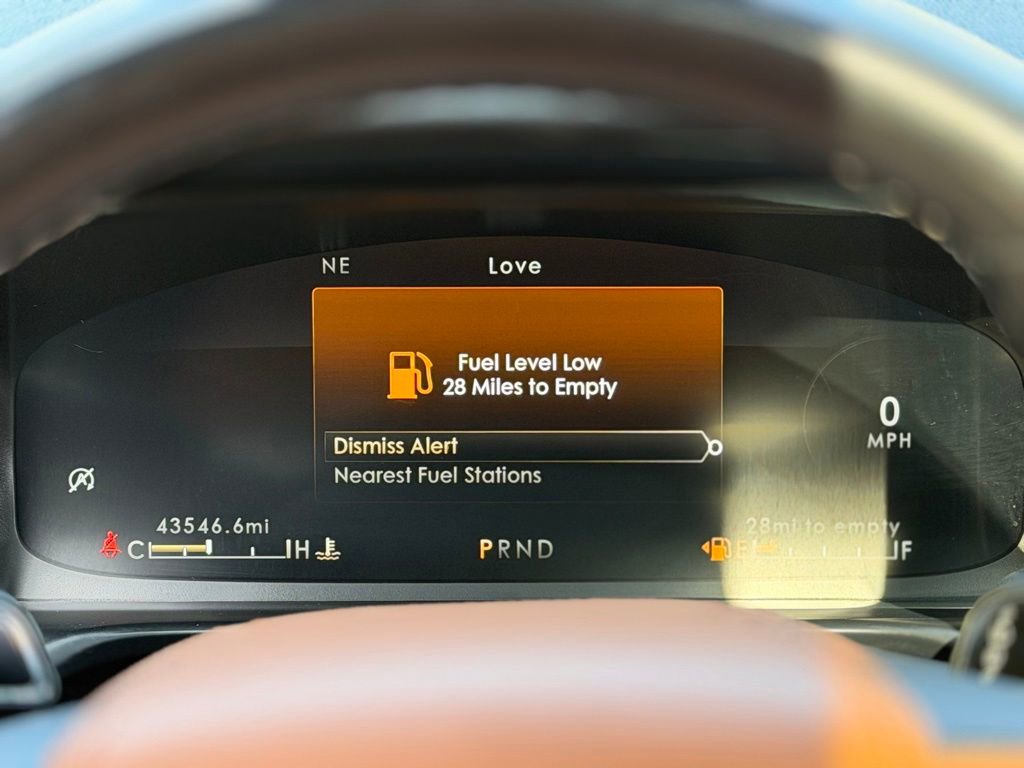 NE
Love
Fuel Level Low
28 Miles to Empty
Dismiss Alert
Nearest Fuel Stations
0
MPH
A
43546.6mi
C H
PRND
28mi to empty
E F